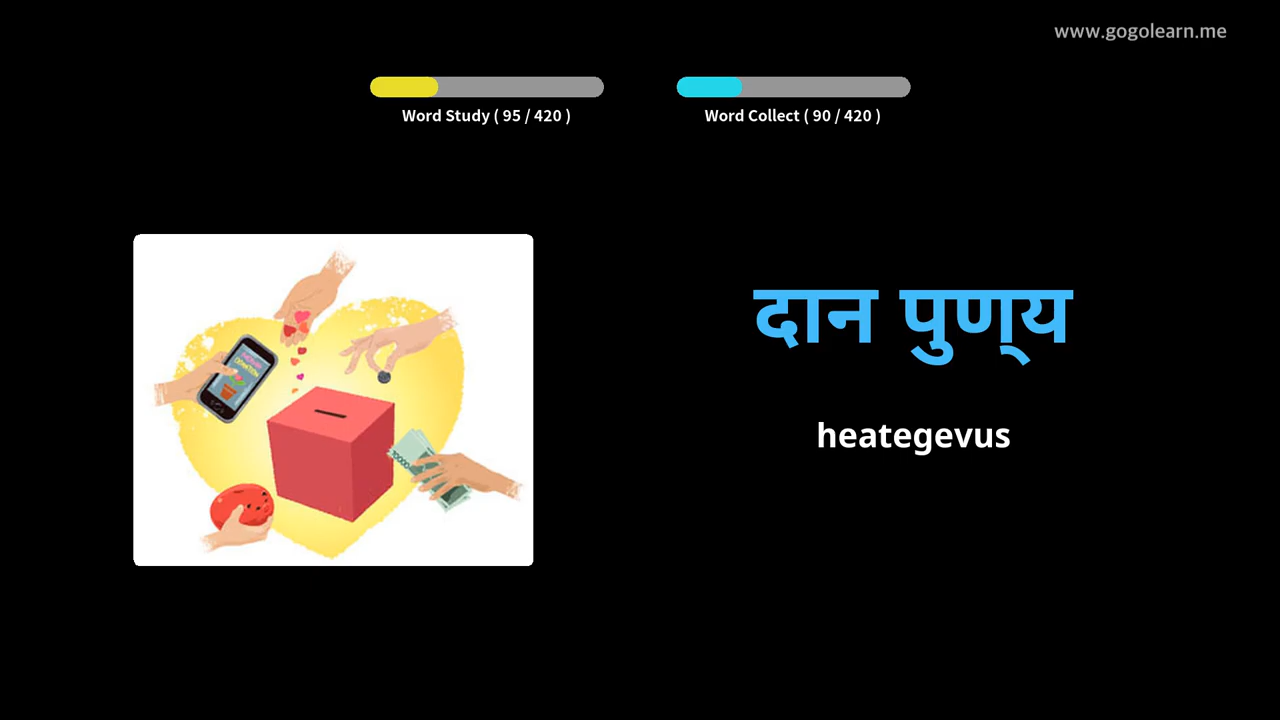 www.gogolearn.me
Word Study ( 95 / 420 )
Word Collect ( 90 / 420 )
दान पुण्य
heategevus